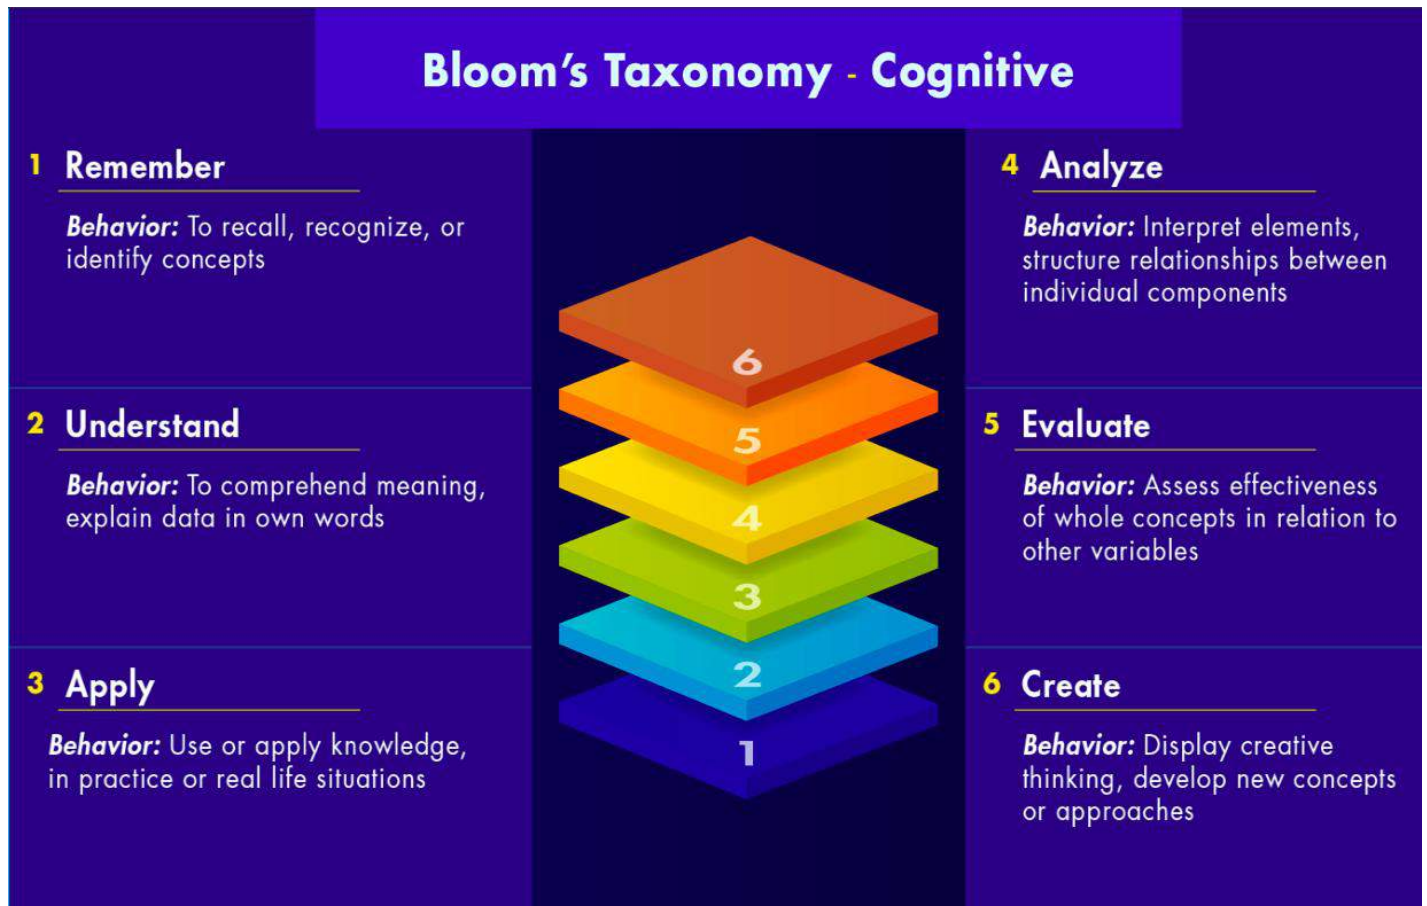 Bloom's Taxonomy - Cognitive
1 Remember
Behavior: To recall, recognize, or
identify concepts
2 Understand
Behavior: To comprehend meaning,
explain data in own words
3 Apply
Behavior: Use or apply knowledge,
in practice or real life situations
6
5
4
3
2
1
4 Analyze
Behavior: Interpret elements,
structure relationships between
individual components
5 Evaluate
Behavior: Assess effectiveness
of whole concepts in relation to
other variables
6 Create
Behavior: Display creative
thinking, develop new concepts
or approaches